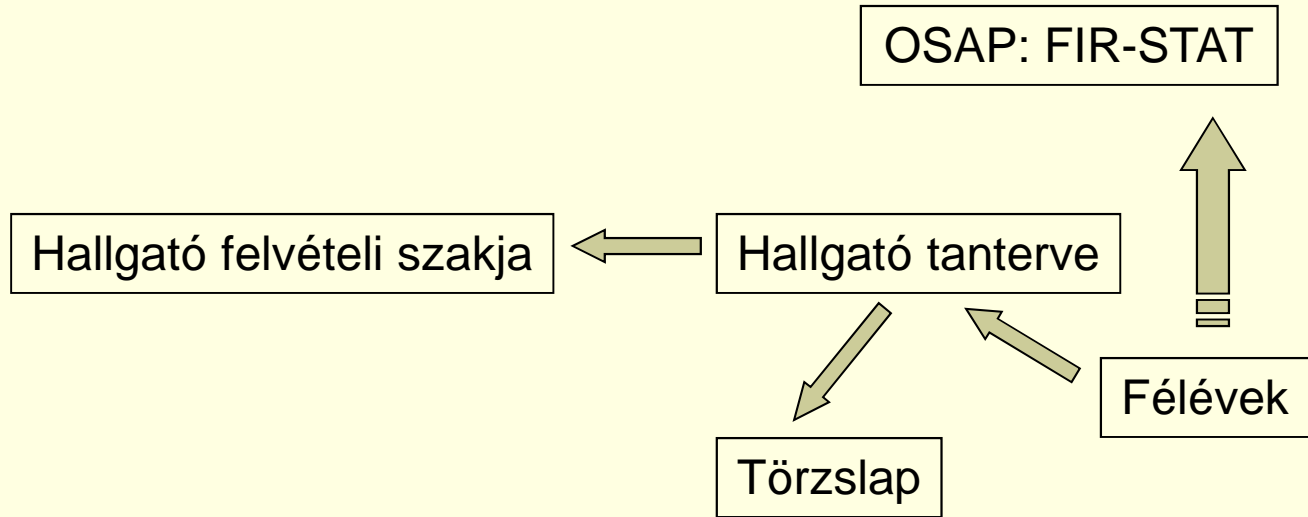 OSAP: FIR-STAT
Hallgató felvételi szakja
Hallgató tanterve
Félévek
Törzslap